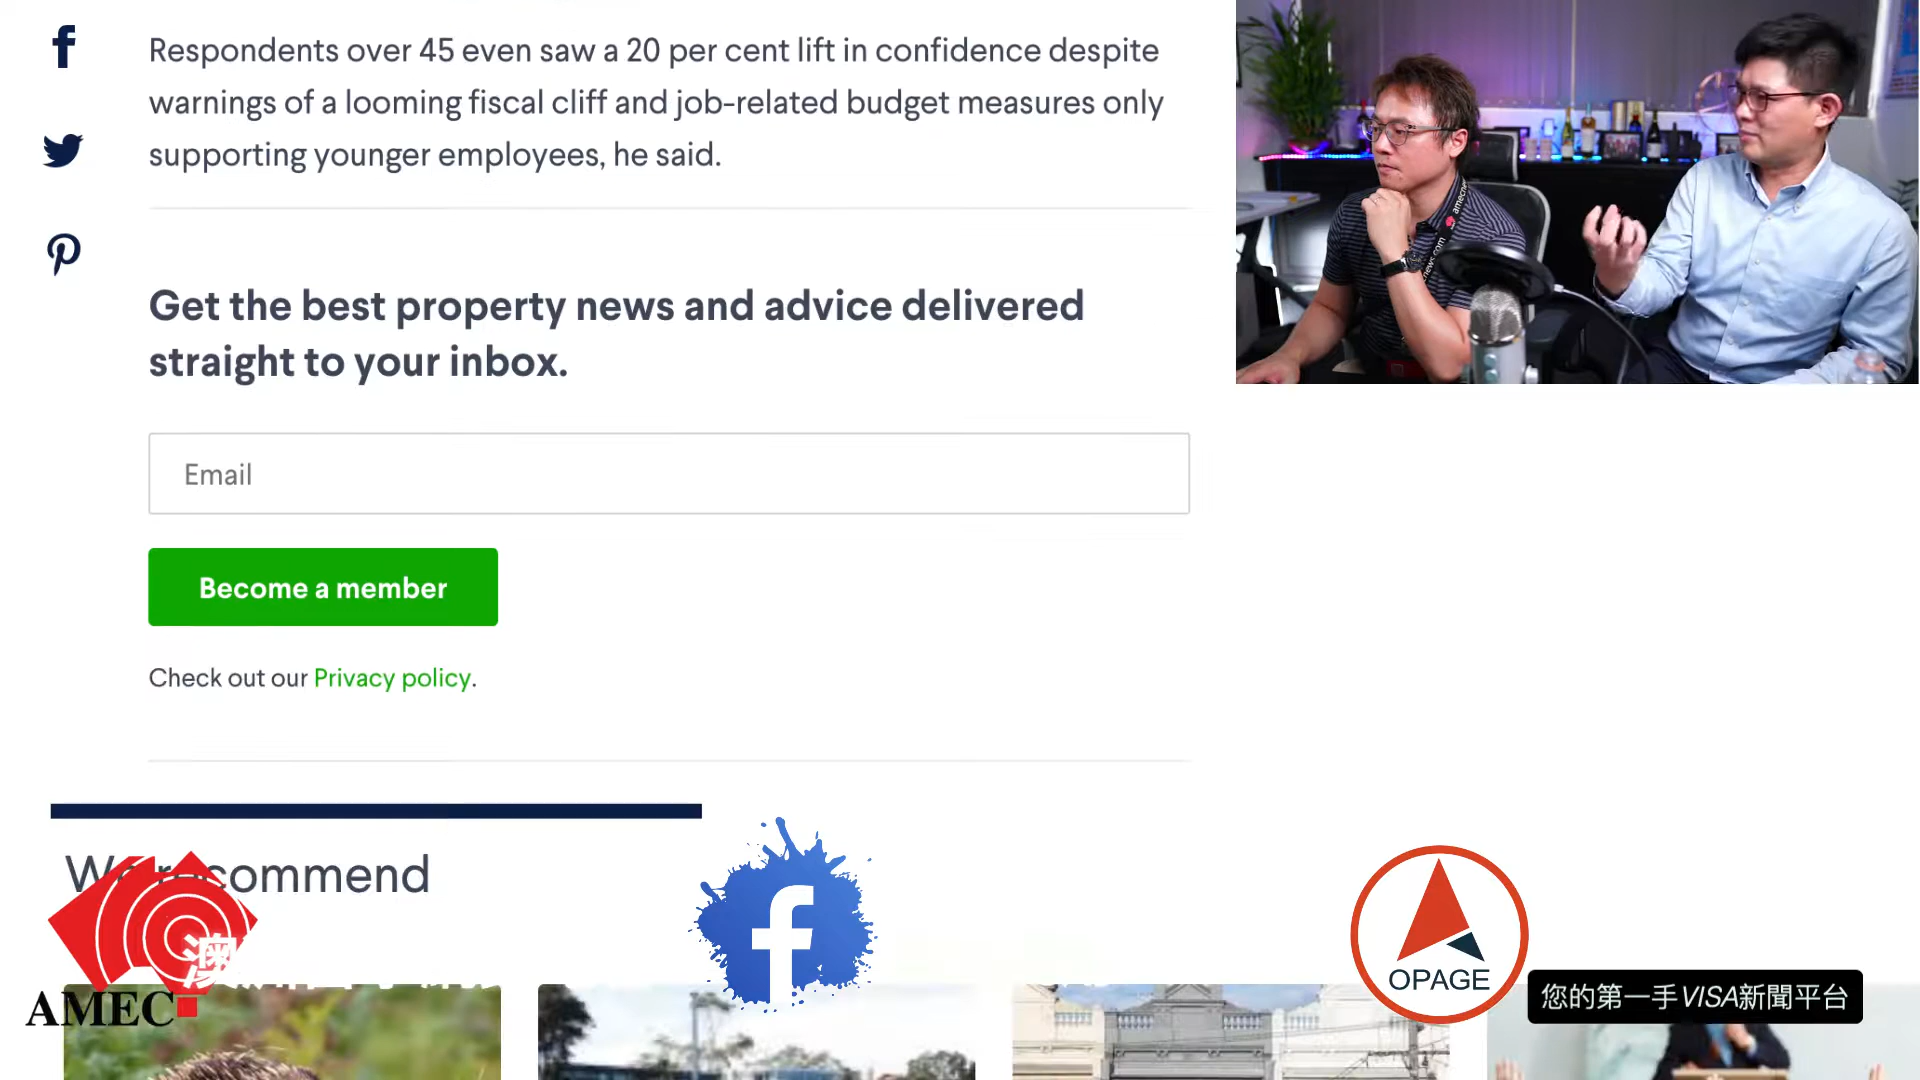 Respondents over 45 even saw a 20 per cent lift in confidence despite
warnings of a looming fiscal cliff and job-related budget measures only
supporting younger employees, he said.
Get the best property news and advice delivered
straight to your inbox.
Email
Become a member
Check out our Privacy policy.
We recommend
澳
AMEC
OPAGE
您的第一手VISA新聞平台